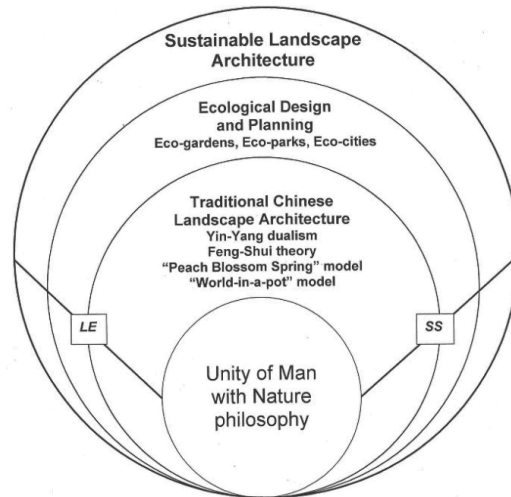 Sustainable Landscape
Architecture
Ecological Design
and Planning
Eco-gardens, Eco-parks, Eco-cities
Traditional Chinese
Landscape Architecture
Yin-Yang dualism
Feng-Shui theory
“Peach Blossom Spring” model
“World-in-a-pot” model
LE
SS
Unity of Man
with Nature
philosophy